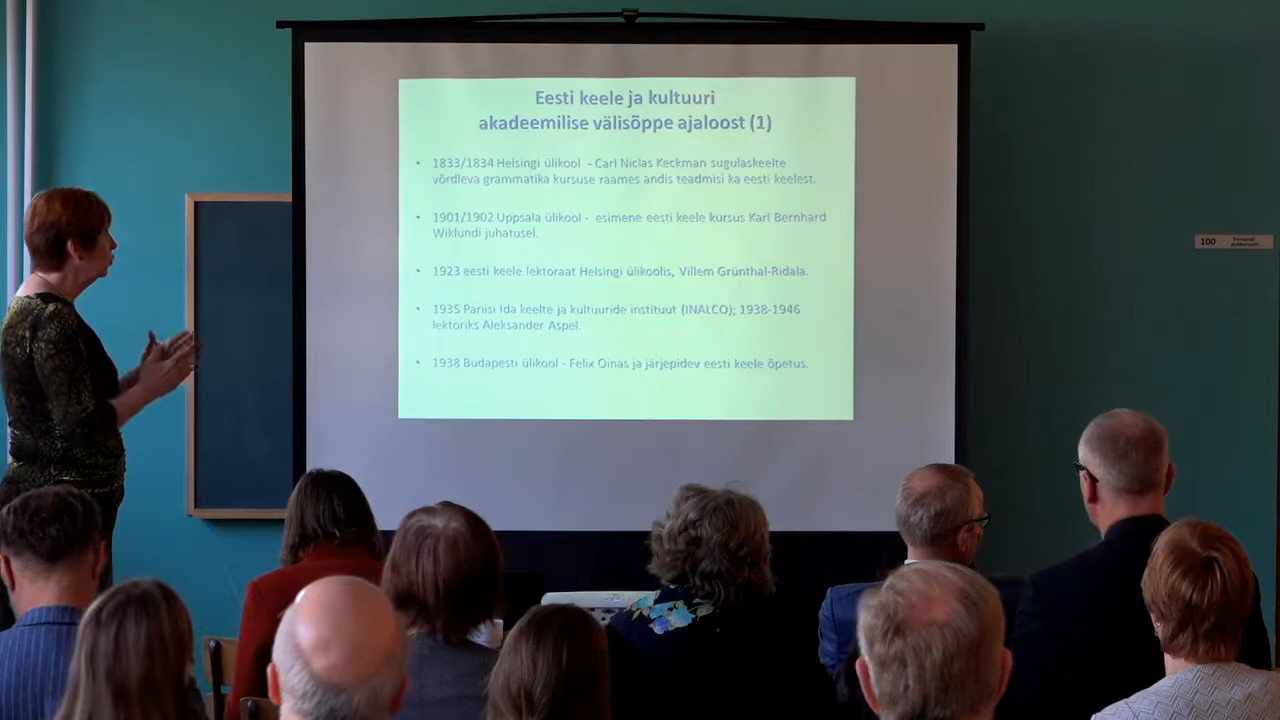 Eesti keele ja kultuuri
akadeemilise välisõppe ajaloost (1)
• 1833/1834 Helsingi ülikool - Carl Niclas Keckman sugulaskeelte
võrdleva grammatika kursuse raames andis teadmisi ka eesti keelest.
• 1901/1902 Uppsala ülikool - esimene eesti keele kursus Karl Bernhard
Wiklundi juhatusel.
• 1923 eesti keele lektoraat Helsingi ülikoolis, Villem Grünthal-Ridala.
• 1935 Pariisi Ida keelte ja kultuuride instituut (INALCO); 1938-1946
lektoriks Aleksander Aspel.
• 1938 Budapesti ülikool - Felix Oinas ja järjepidev eesti keele õpetus.
100